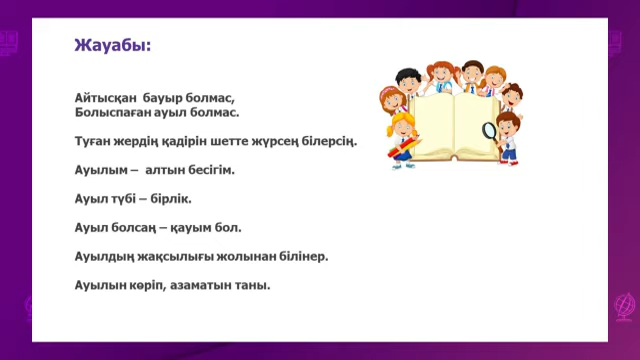 Жауабы:
Айтысқан бауыр болмас,
Болыспаған ауыл болмас.
Туған жердің қадірін шетте жүрсең білерсің.
Ауылым – алтын бесігім.
Ауыл түбі – бірлік.
Ауыл болсаң – қауым бол.
Ауылдың жақсылығы жолынан білінер.
Ауылын көріп, азаматын таны.